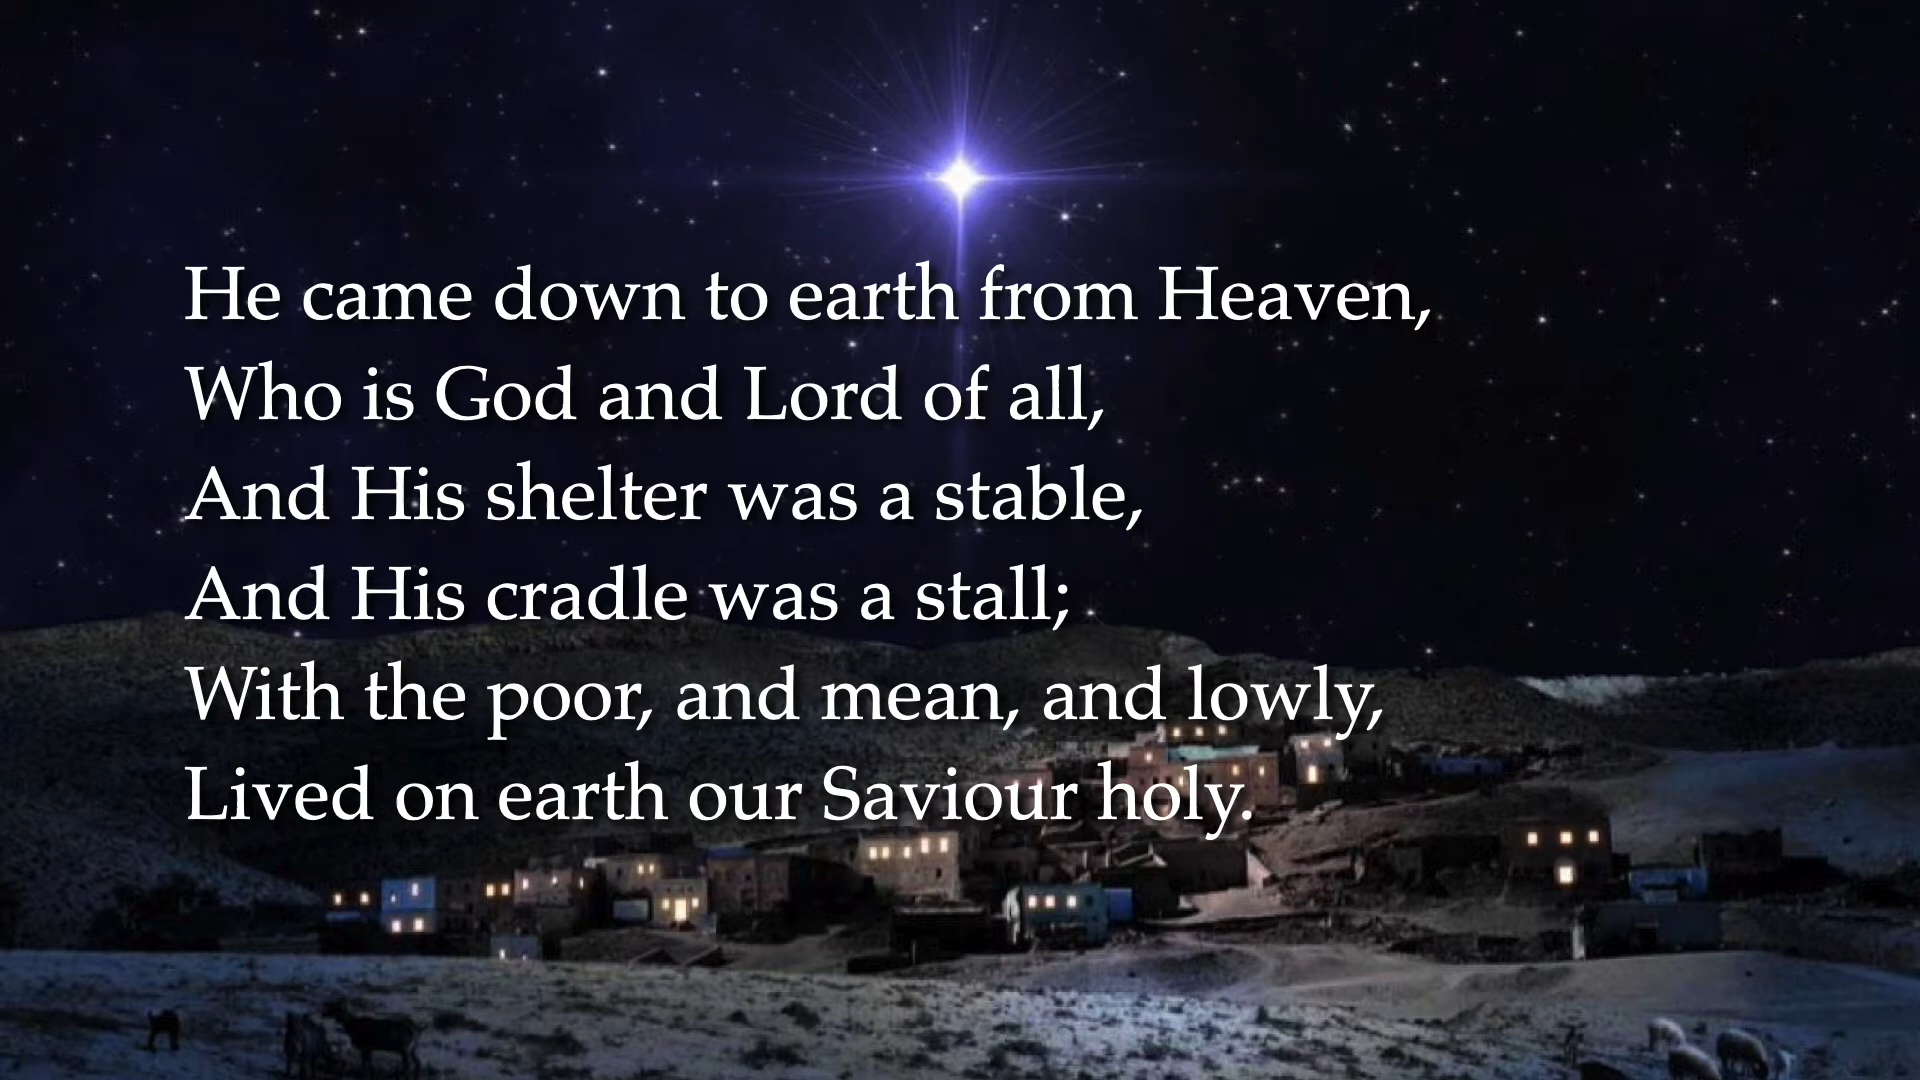 He came down to earth from Heaven,
Who is God and Lord of all,
And His shelter was a stable,
And His cradle was a stall;
With the poor, and mean, and lowly,
Lived on earth our Saviour holy.